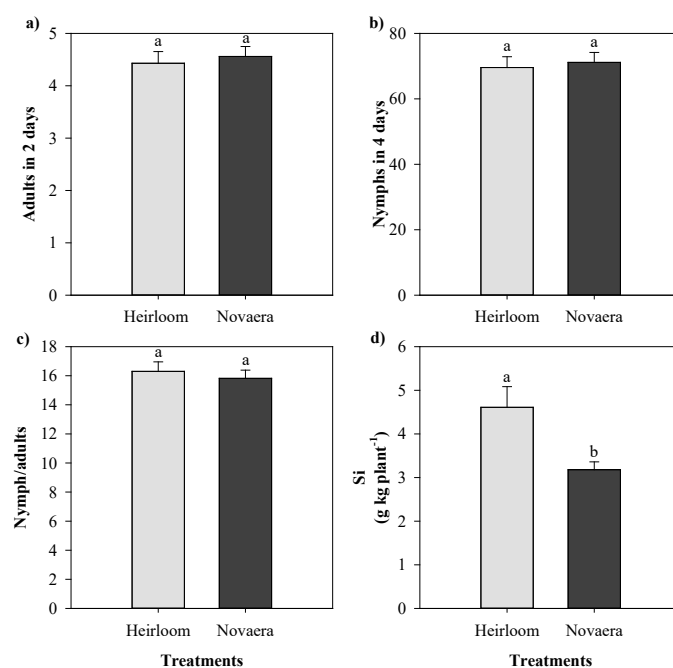 a)
5
4
3
2
1
0
Adults in 2 days
a
a
Heirloom
Novaera
b)
80
60
40
20
0
Nymphs in 4 days
a
a
Heirloom
Novaera
c)
18
16
14
12
10
8
6
4
2
0
Nymph/adults
a
a
Heirloom
Novaera
Treatments
d)
6
5
4
3
2
1
0
Si
(g kg plant⁻¹)
a
b
Heirloom
Novaera
Treatments